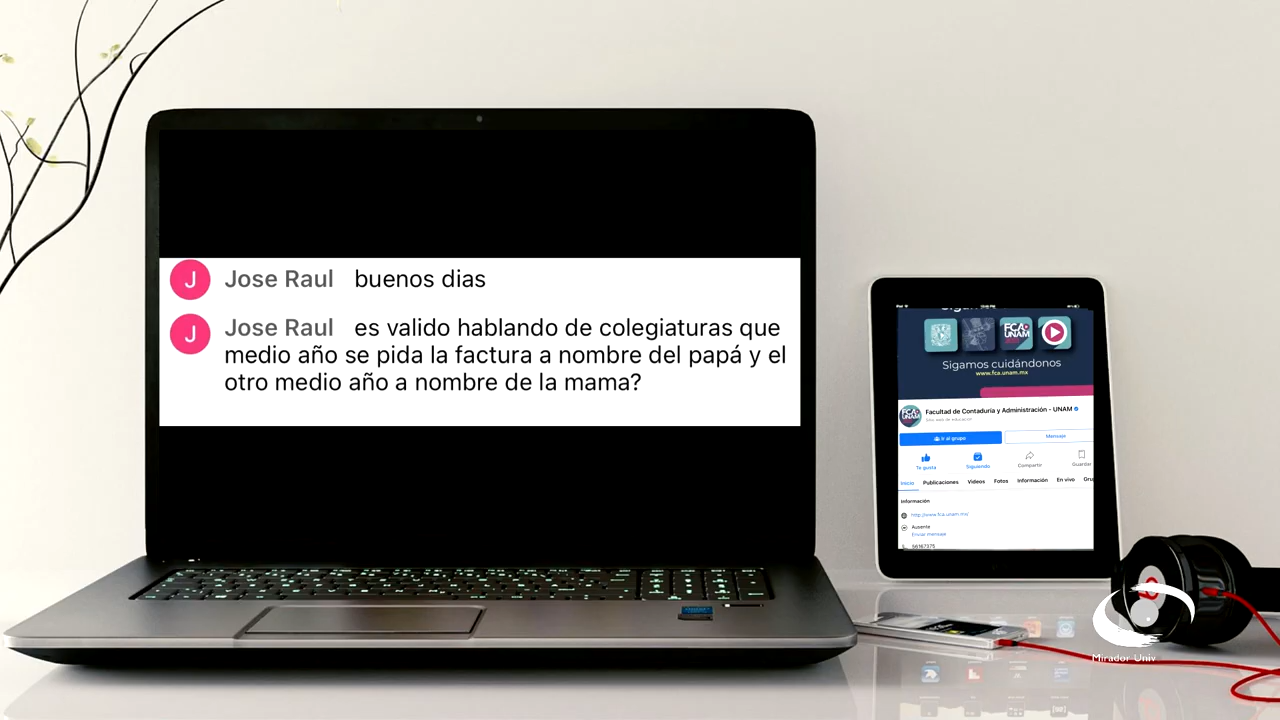 J Jose Raul buenos dias
J Jose Raul es valido hablando de colegiaturas que
medio año se pida la factura a nombre del papá y el
otro medio año a nombre de la mama?
FCA
UNAM
Sigamos cuidándonos
www.fca.unam.mx
Facultad de Contaduría y Administración - UNAM
Ir al grupo
Mensaje
Te gusta
Siguiendo
Compartir
Guardar
Inicio Publicaciones Videos Fotos Información En vivo Gru
Información
http://www.fca.unam.mx/
Ausente
Enviar mensaje
56167375
Mirador Univ